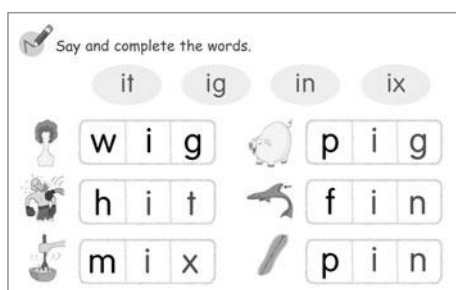 Say and complete the words.
it ig in ix
w i g p i g
h i t f i n
m i x p i n